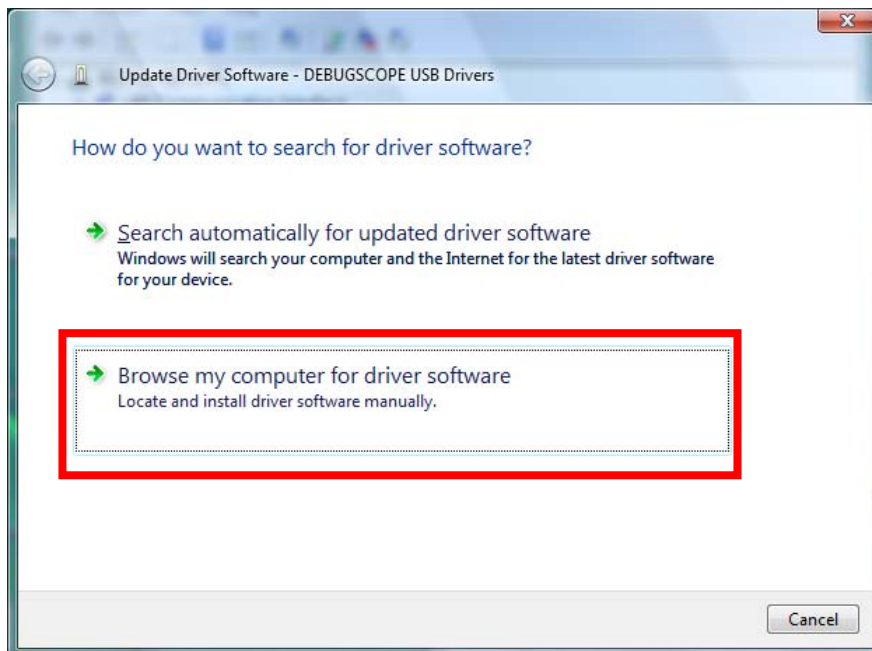 Update Driver Software - DEBUGSCOPE USB Drivers
How do you want to search for driver software?
Search automatically for updated driver software
Windows will search your computer and the Internet for the latest driver software
for your device.
Browse my computer for driver software
Locate and install driver software manually.
Cancel